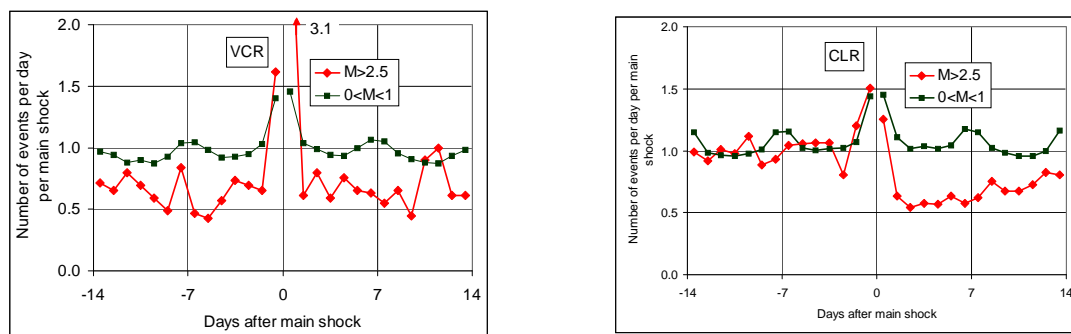 2.0
1.5
1.0
0.5
0.0
Number of events per day
per main shock
VCR
3.1
M>2.5
0<M<1
-14 -7 0 7 14
Days after main shock
2.0
1.5
1.0
0.5
0.0
Number of events per day per main
shock
CLR
M>2.5
0<M<1
-14 -7 0 7 14
Days after main shock